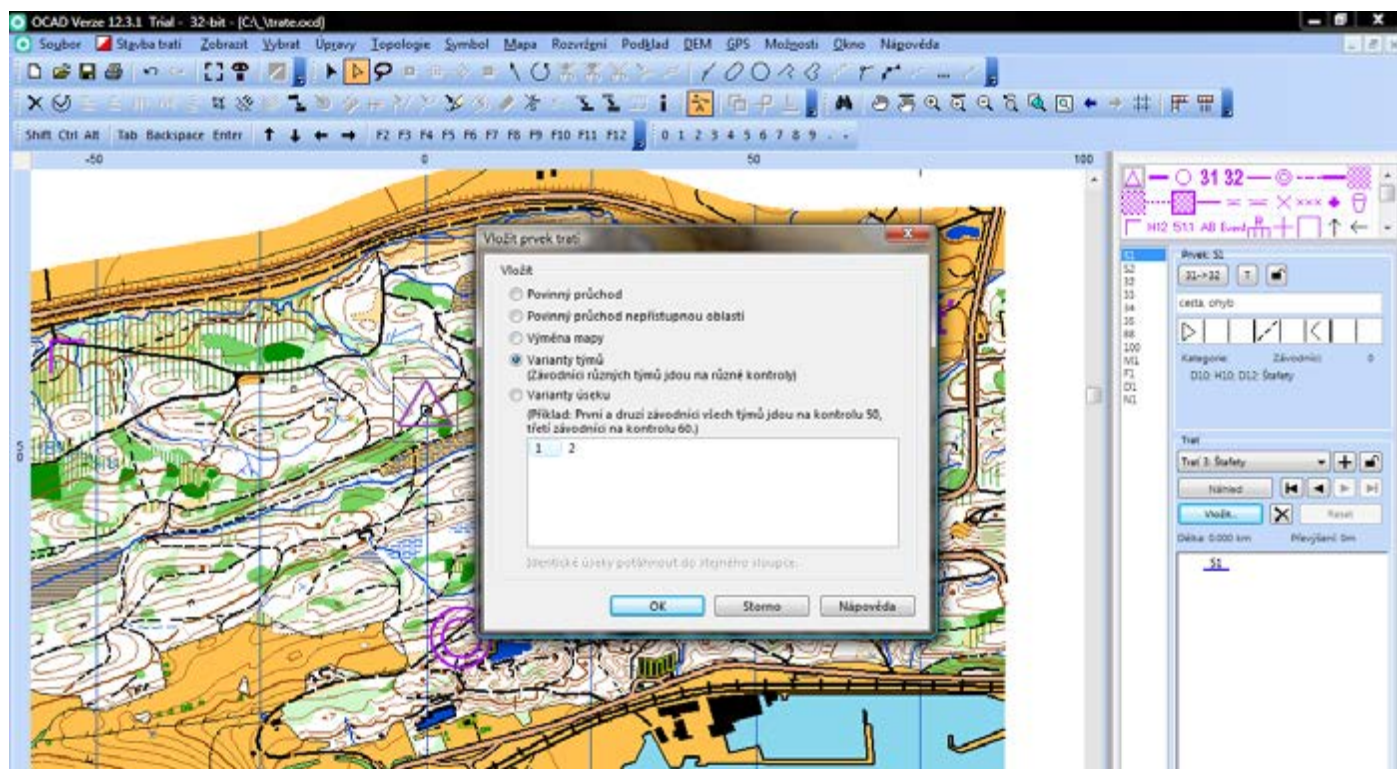 OCAD Verze 12.3.1 Trial - 32-bit - [C:\_\trate.ocd]
Soubor Stavba tratí Zobrazit Vybrat Úpravy Topologie Symbol Mapa Rozvržení Podklad DEM GPS Možnosti Okno Nápověda
Shift Ctrl Alt Tab Backspace Enter F2 F3 F4 F5 F6 F7 F8 F9 F10 F11 F12 0 1 2 3 4 5 6 7 8 9
-50 0 50 100
31 32
H12 511 AB Event
Vložit prvek tratí
Vložit
Povinný průchod
Povinný průchod nepřístupnou oblastí
Výměna mapy
Varianty týmů
(Závodníci různých týmů jdou na různé kontroly)
Varianty úseku
(Příklad: První a druzí závodníci všech týmů jdou na kontrolu 50,
třetí závodníci na kontrolu 60.)
1 2
Identické úseky potáhnout do stejného sloupce.
OK Storno Nápověda
S1
S2
32
33
34
35
88
100
M1
F1
D1
N1
Prvek: S1
31->32 T
cesta, ohyb
Kategorie Závodníci 0
D10; H10; D12; Štafety
Trať
Trať 3: Štafety
Náhled
Vložit... Reset
Délka: 0.000 km Převýšení: 0m
S1